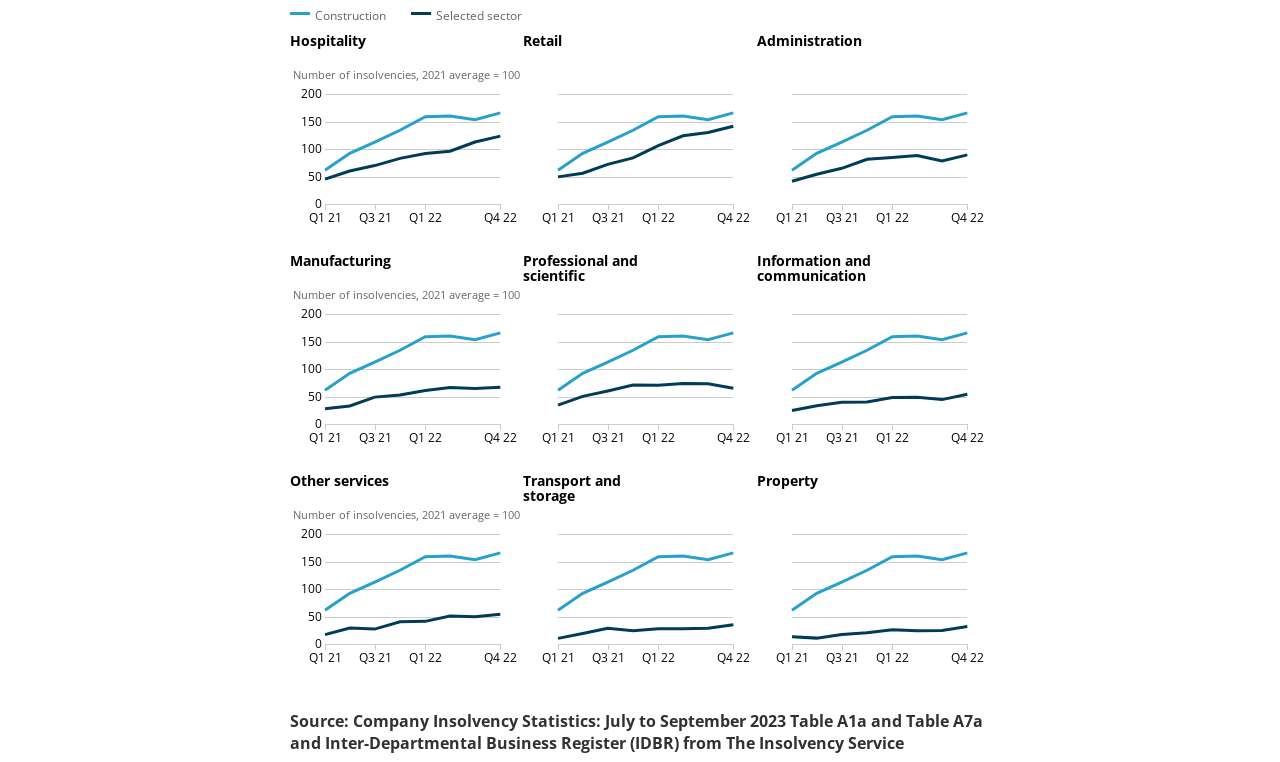 Construction Selected sector
Hospitality Retail Administration
Number of insolvencies, 2021 average = 100
200
150
100
50
0
Q1 21 Q3 21 Q1 22 Q4 22 Q1 21 Q3 21 Q1 22 Q4 22 Q1 21 Q3 21 Q1 22 Q4 22
Manufacturing Professional and Information and
scientific communication
Number of insolvencies, 2021 average = 100
200
150
100
50
0
Q1 21 Q3 21 Q1 22 Q4 22 Q1 21 Q3 21 Q1 22 Q4 22 Q1 21 Q3 21 Q1 22 Q4 22
Other services Transport and Property
storage
Number of insolvencies, 2021 average = 100
200
150
100
50
0
Q1 21 Q3 21 Q1 22 Q4 22 Q1 21 Q3 21 Q1 22 Q4 22 Q1 21 Q3 21 Q1 22 Q4 22
Source: Company Insolvency Statistics: July to September 2023 Table A1a and Table A7a
and Inter-Departmental Business Register (IDBR) from The Insolvency Service